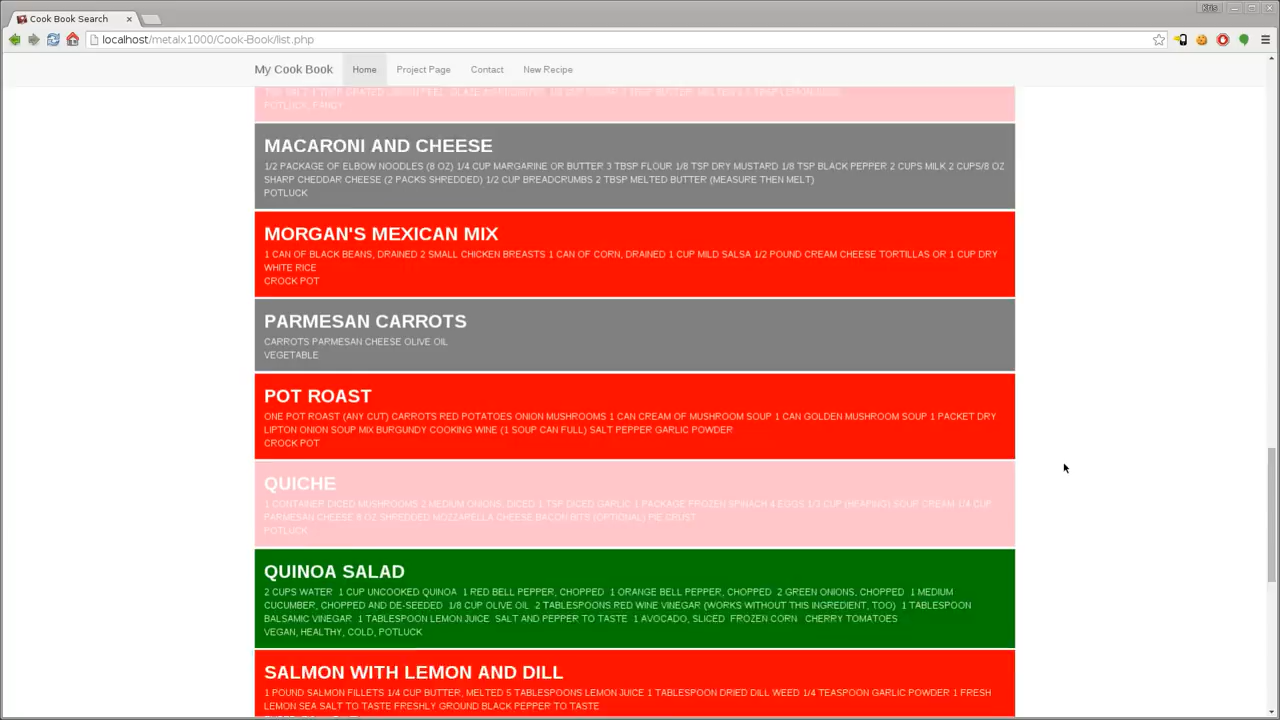 Cook Book Search
localhost/metalx1000/Cook-Book/list.php
My Cook Book Home Project Page Contact New Recipe
POTLUCK, FANCY
MACARONI AND CHEESE
1/2 PACKAGE OF ELBOW NOODLES (8 OZ) 1/4 CUP MARGARINE OR BUTTER 3 TBSP FLOUR 1/8 TSP DRY MUSTARD 1/8 TSP BLACK PEPPER 2 CUPS MILK 2 CUPS/8 OZ
SHARP CHEDDAR CHEESE (2 PACKS SHREDDED) 1/2 CUP BREADCRUMBS 2 TBSP MELTED BUTTER (MEASURE THEN MELT)
POTLUCK
MORGAN'S MEXICAN MIX
1 CAN OF BLACK BEANS, DRAINED 2 SMALL CHICKEN BREASTS 1 CAN OF CORN, DRAINED 1 CUP MILD SALSA 1/2 POUND CREAM CHEESE TORTILLAS OR 1 CUP DRY
WHITE RICE
CROCK POT
PARMESAN CARROTS
CARROTS PARMESAN CHEESE OLIVE OIL
VEGETABLE
POT ROAST
ONE POT ROAST (ANY CUT) CARROTS RED POTATOES ONION MUSHROOMS 1 CAN CREAM OF MUSHROOM SOUP 1 CAN GOLDEN MUSHROOM SOUP 1 PACKET DRY
LIPTON ONION SOUP MIX BURGUNDY COOKING WINE (1 SOUP CAN FULL) SALT PEPPER GARLIC POWDER
CROCK POT
QUICHE
1 CONTAINER DICED MUSHROOMS 2 MEDIUM ONIONS, DICED 1 TSP DICED GARLIC 1 PACKAGE FROZEN SPINACH 4 EGGS 1/3 CUP (HEAPING) SOUR CREAM 1/4 CUP
PARMESAN CHEESE 8 OZ SHREDDED MOZZARELLA CHEESE BACON BITS (OPTIONAL) PIE CRUST
POTLUCK
QUINOA SALAD
2 CUPS WATER 1 CUP UNCOOKED QUINOA 1 RED BELL PEPPER, CHOPPED 1 ORANGE BELL PEPPER, CHOPPED 2 GREEN ONIONS, CHOPPED 1 MEDIUM
CUCUMBER, CHOPPED AND DE-SEEDED 1/8 CUP OLIVE OIL 2 TABLESPOONS RED WINE VINEGAR (WORKS WITHOUT THIS INGREDIENT, TOO) 1 TABLESPOON
BALSAMIC VINEGAR 1 TABLESPOON LEMON JUICE SALT AND PEPPER TO TASTE 1 AVOCADO, SLICED FROZEN CORN CHERRY TOMATOES
VEGAN, HEALTHY, COLD, POTLUCK
SALMON WITH LEMON AND DILL
1 POUND SALMON FILLETS 1/4 CUP BUTTER, MELTED 5 TABLESPOONS LEMON JUICE 1 TABLESPOON DRIED DILL WEED 1/4 TEASPOON GARLIC POWDER 1 FRESH
LEMON SEA SALT TO TASTE FRESHLY GROUND BLACK PEPPER TO TASTE